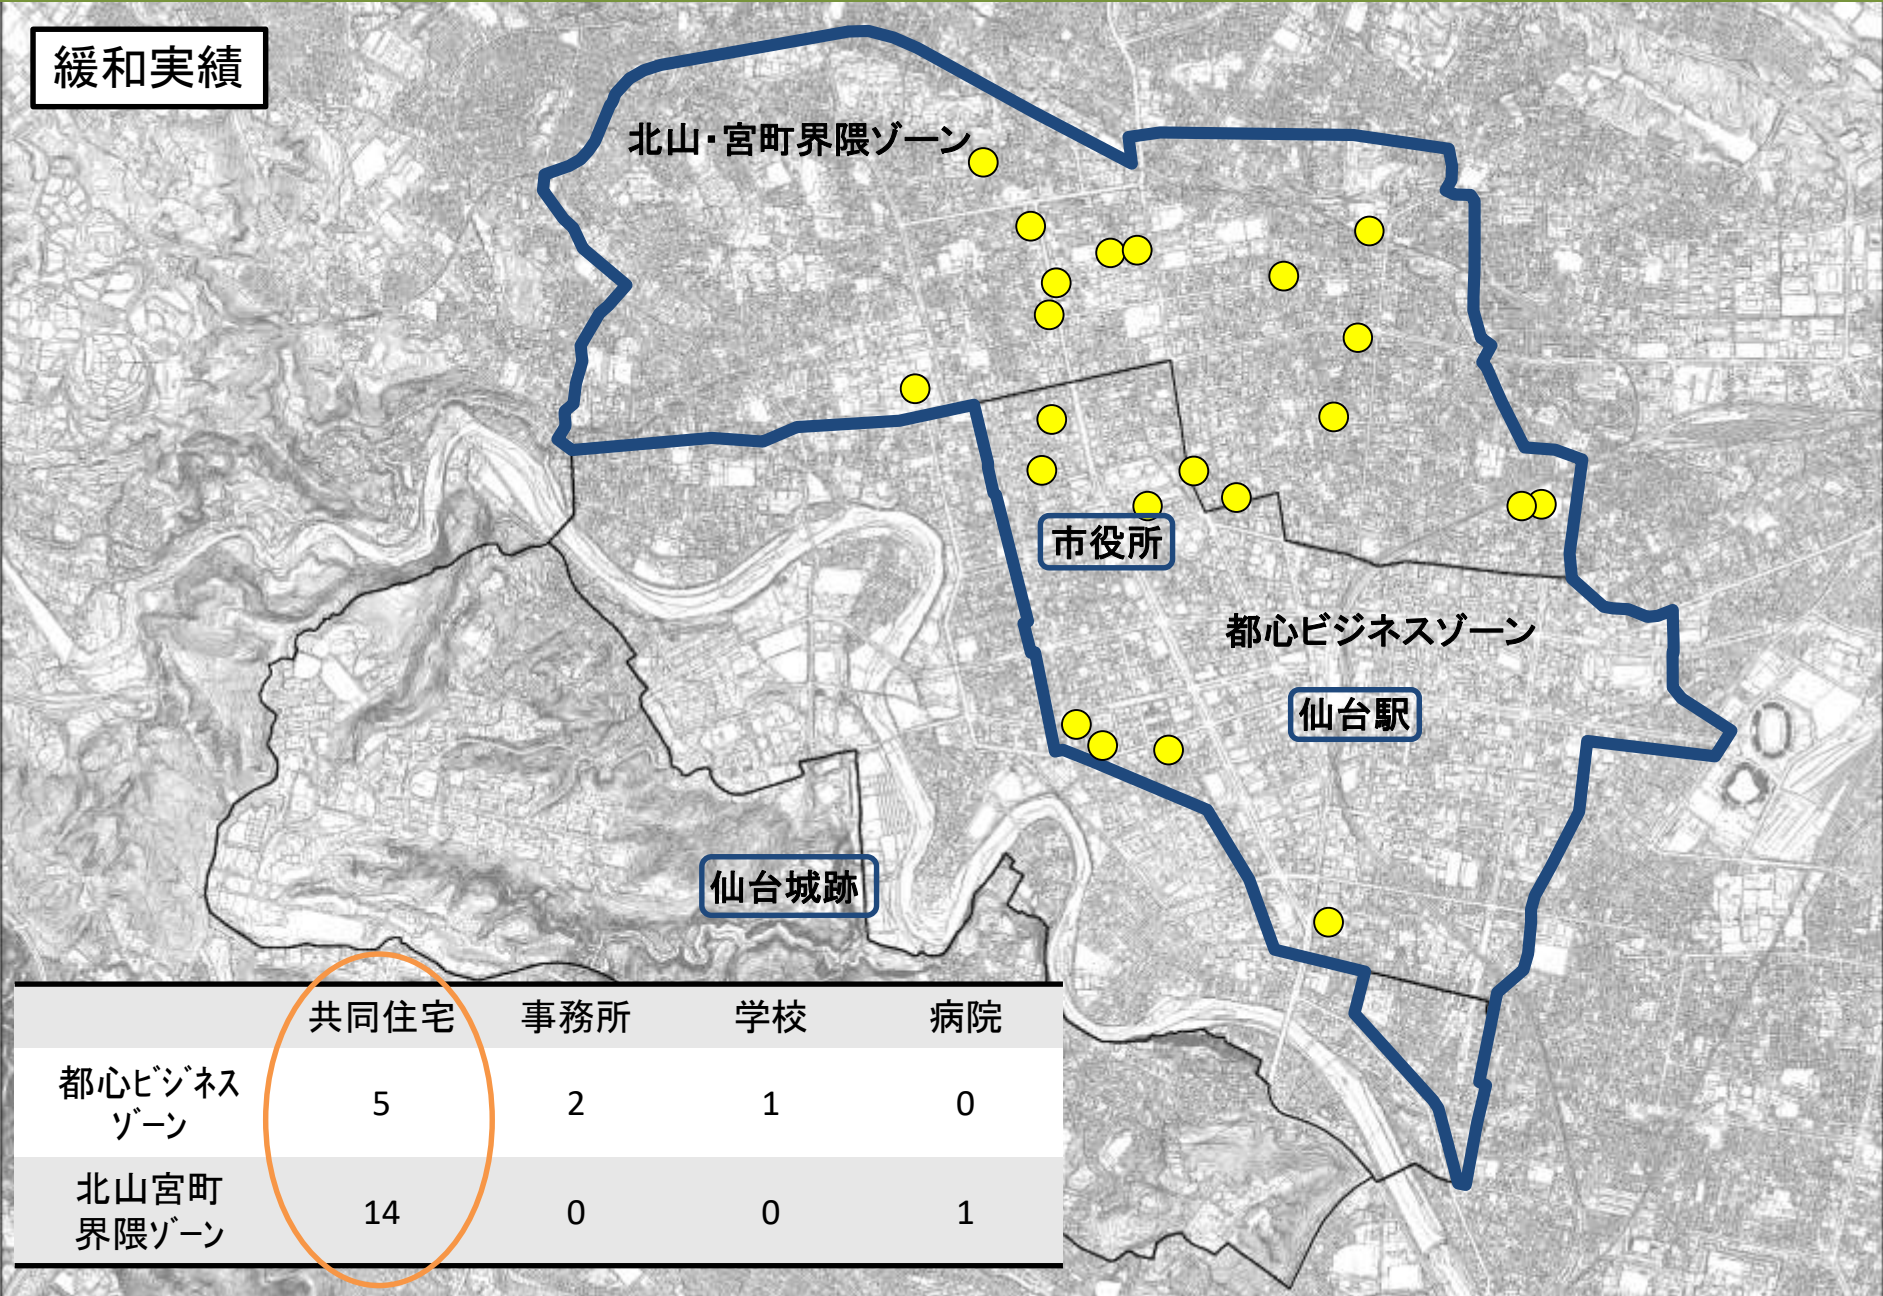 緩和実績
北山・宮町界隈ゾーン
市役所
都心ビジネスゾーン
仙台駅
仙台城跡
共同住宅 事務所 学校 病院
都心ﾋﾞｼﾞﾈｽ
ｿﾞｰﾝ
5 2 1 0
北山宮町
界隈ｿﾞｰﾝ
14 0 0 1